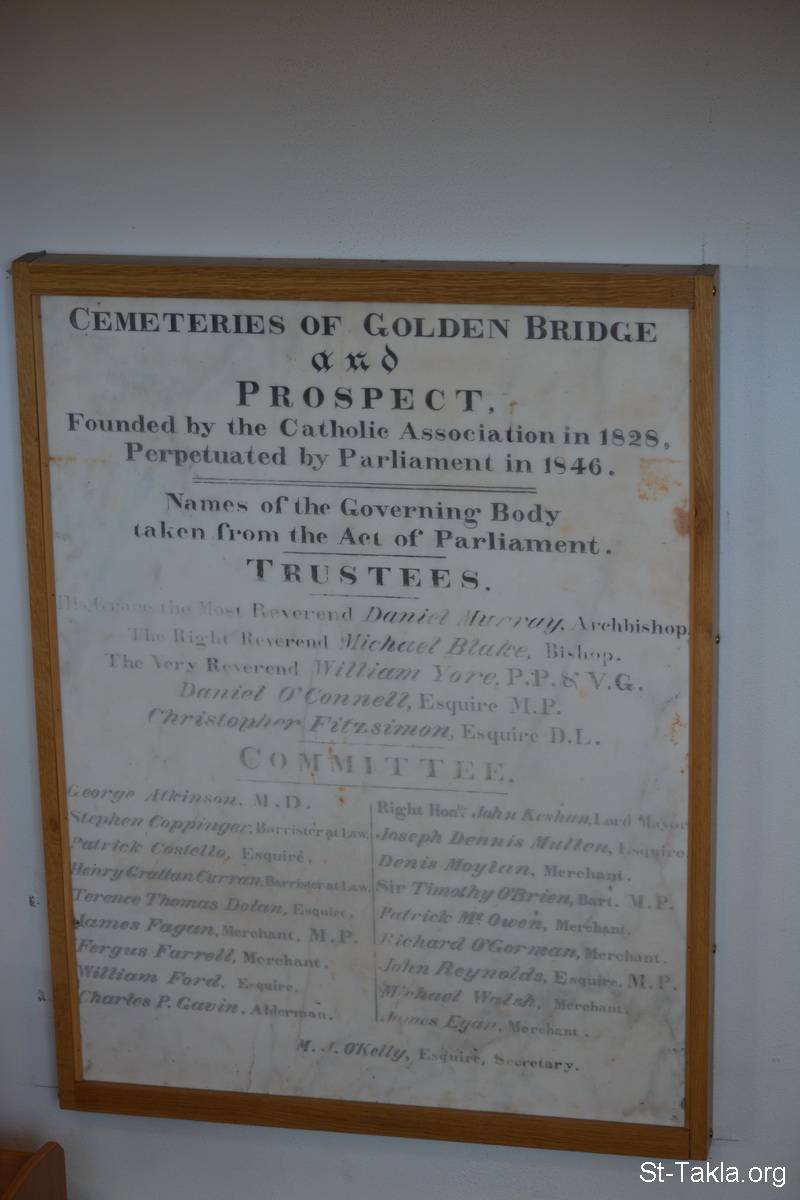 CEMETERIES OF GOLDEN BRIDGE
and
PROSPECT,
Founded by the Catholic Association in 1828,
Perpetuated by Parliament in 1846.
Names of the Governing Body
taken from the Act of Parliament.
TRUSTEES.
His Grace the Most Reverend Daniel Murray, Archbishop,
The Right Reverend Michael Blake, Bishop.
The Very Reverend William Yore, P.P. & V.G.
Daniel O'Connell, Esquire M.P.
Christopher Fitzsimon, Esquire D.L.
COMMITTEE.
George Atkinson, M.D.
Stephen Coppinger, Barrister at Law,
Patrick Costello, Esquire.
Henry Grattan Curran, Barrister at Law,
Terence Thomas Dolan, Esquire.
James Fagan, Merchant, M.P.
Fergus Farrell, Merchant.
William Ford, Esquire.
Charles P. Gavin, Alderman.
Right Honble John Keshan, Lord Mayor
Joseph Dennis Mullen, Esquire.
Denis Moylan, Merchant.
Sir Timothy O'Brien, Bart. M.P.
Patrick Mc Owen, Merchant.
Richard O'Gorman, Merchant.
John Reynolds, Esquire, M.P.
Michael Walsh, Merchant.
James Egan, Merchant.
M. J. O'Kelly, Esquire, Secretary.
St-Takla.org